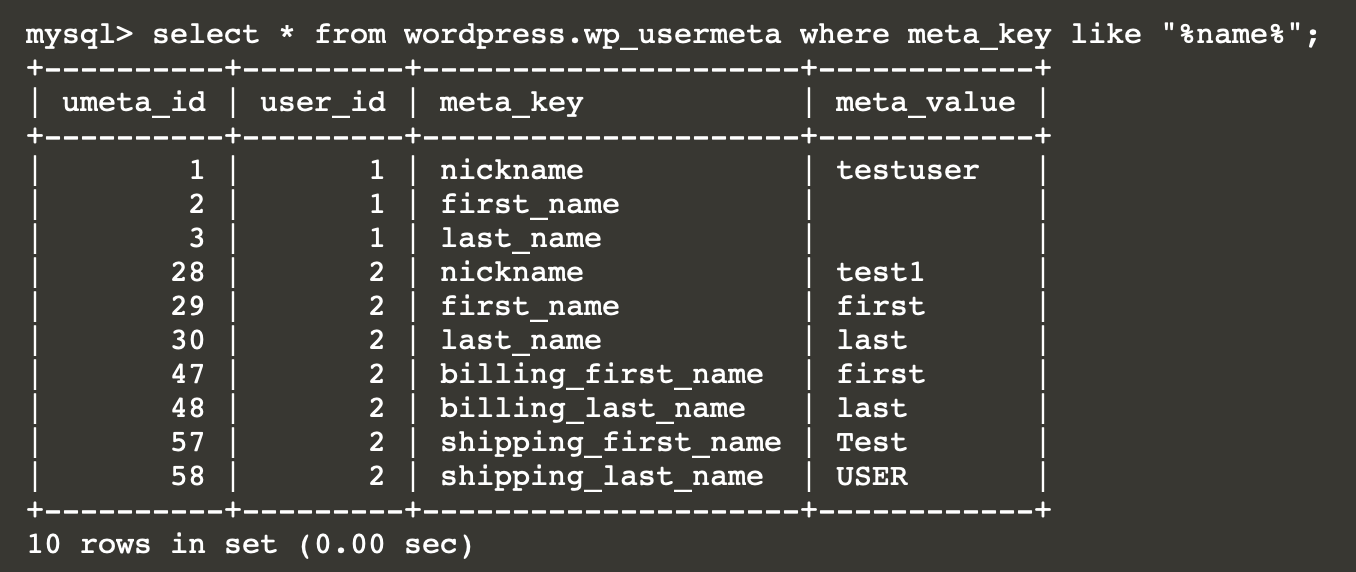 mysql> select * from wordpress.wp_usermeta where meta_key like "%name%";
+----------+---------+---------------------+------------+
| umeta_id | user_id | meta_key            | meta_value |
+----------+---------+---------------------+------------+
|        1 |       1 | nickname            | testuser   |
|        2 |       1 | first_name          |            |
|        3 |       1 | last_name           |            |
|       28 |       2 | nickname            | test1      |
|       29 |       2 | first_name          | first      |
|       30 |       2 | last_name           | last       |
|       47 |       2 | billing_first_name  | first      |
|       48 |       2 | billing_last_name   | last       |
|       57 |       2 | shipping_first_name | Test       |
|       58 |       2 | shipping_last_name  | USER       |
+----------+---------+---------------------+------------+
10 rows in set (0.00 sec)